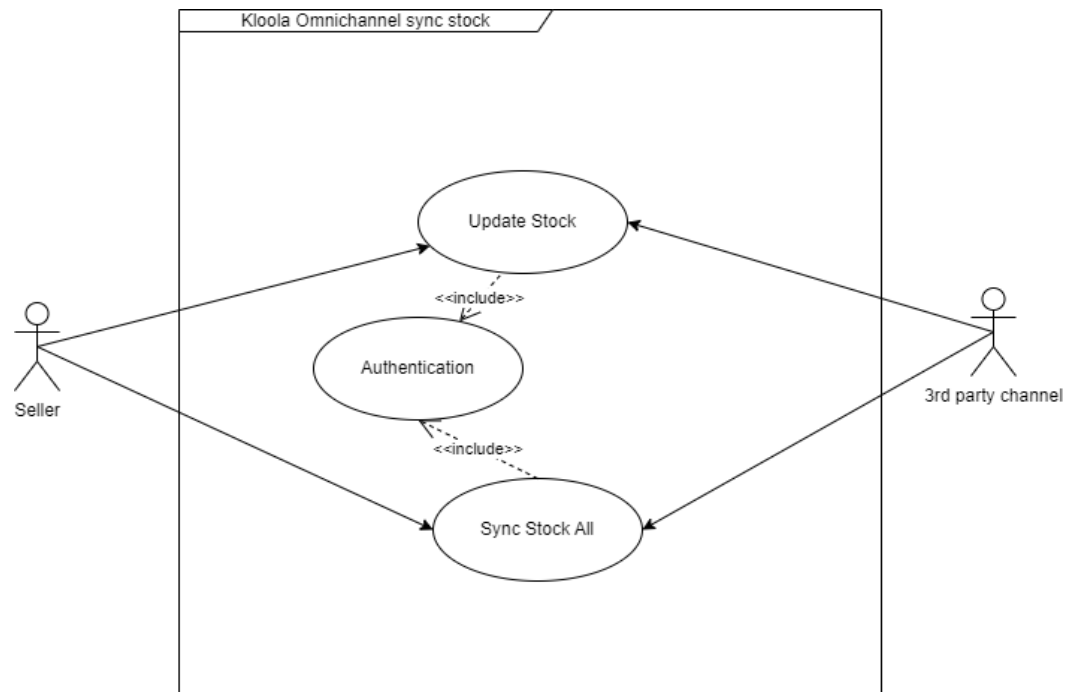 Kloola Omnichannel sync stock
Update Stock
<<include>>
Authentication
Seller
3rd party channel
<<include>>
Sync Stock All